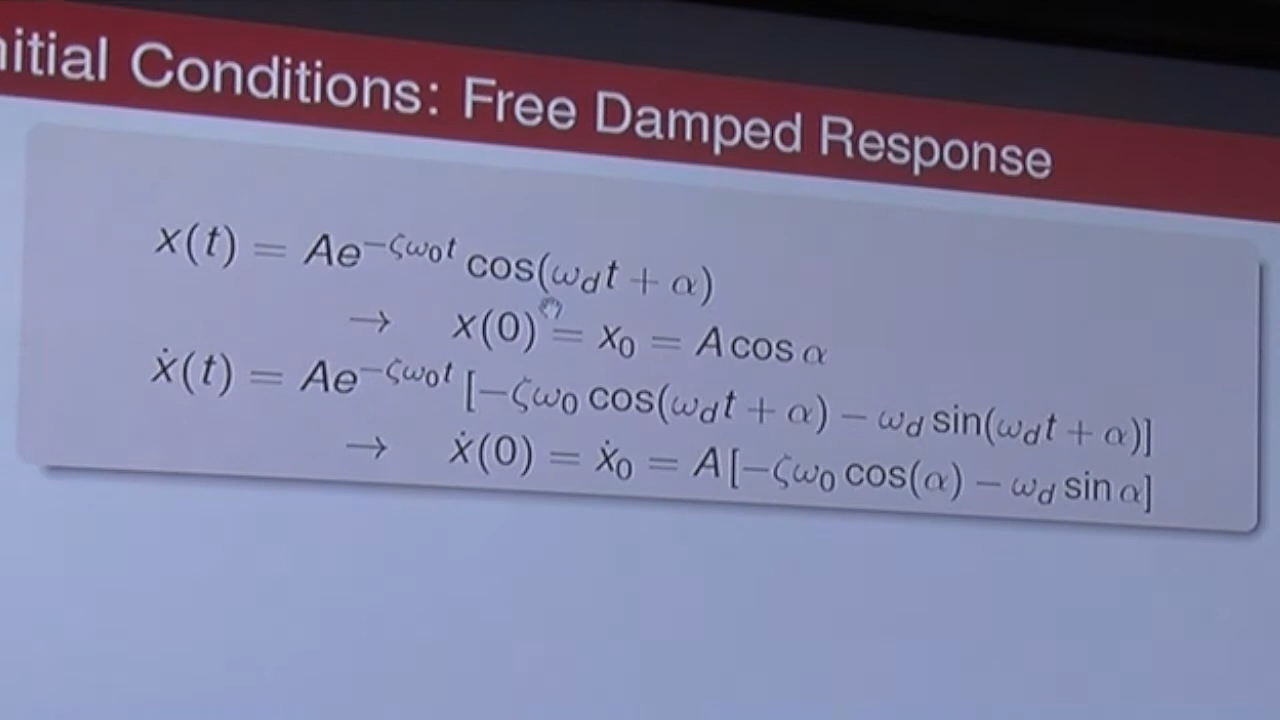 nitial Conditions: Free Damped Response
x(t) = Ae^{−ζω₀t} cos(ω_d t + α)
→ x(0) = x₀ = A cos α
ẋ(t) = Ae^{−ζω₀t} [−ζω₀ cos(ω_d t + α) − ω_d sin(ω_d t + α)]
→ ẋ(0) = ẋ₀ = A [−ζω₀ cos(α) − ω_d sin α]